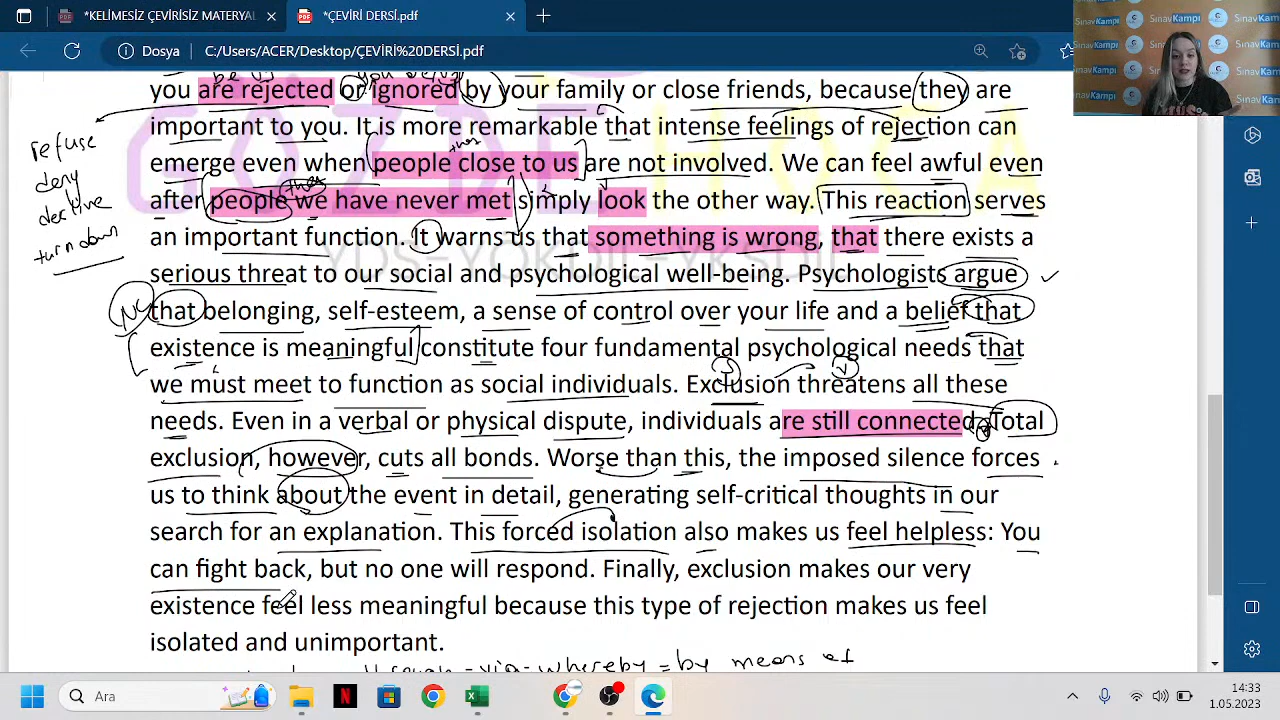 *KELİMESİZ ÇEVİRİSİZ MATERYAL
*ÇEVİRİ DERSİ.pdf
Dosya C:/Users/ACER/Desktop/ÇEVİRİ%20DERSİ.pdf
SınavKampı
you are rejected or ignored by your family or close friends, because they are
important to you. It is more remarkable that intense feelings of rejection can
emerge even when people close to us are not involved. We can feel awful even
after people we have never met simply look the other way. This reaction serves
an important function. It warns us that something is wrong, that there exists a
serious threat to our social and psychological well-being. Psychologists argue
that belonging, self-esteem, a sense of control over your life and a belief that
existence is meaningful constitute four fundamental psychological needs that
we must meet to function as social individuals. Exclusion threatens all these
needs. Even in a verbal or physical dispute, individuals are still connected. Total
exclusion, however, cuts all bonds. Worse than this, the imposed silence forces
us to think about the event in detail, generating self-critical thoughts in our
search for an explanation. This forced isolation also makes us feel helpless: You
can fight back, but no one will respond. Finally, exclusion makes our very
existence feel less meaningful because this type of rejection makes us feel
isolated and unimportant.
refuse
deny
decline
turn down
NC
GÖZDE HOCA
YDS-YÖKDİL-YKSDİL
through = via = whereby = by means of
Ara
14:33
1.05.2023